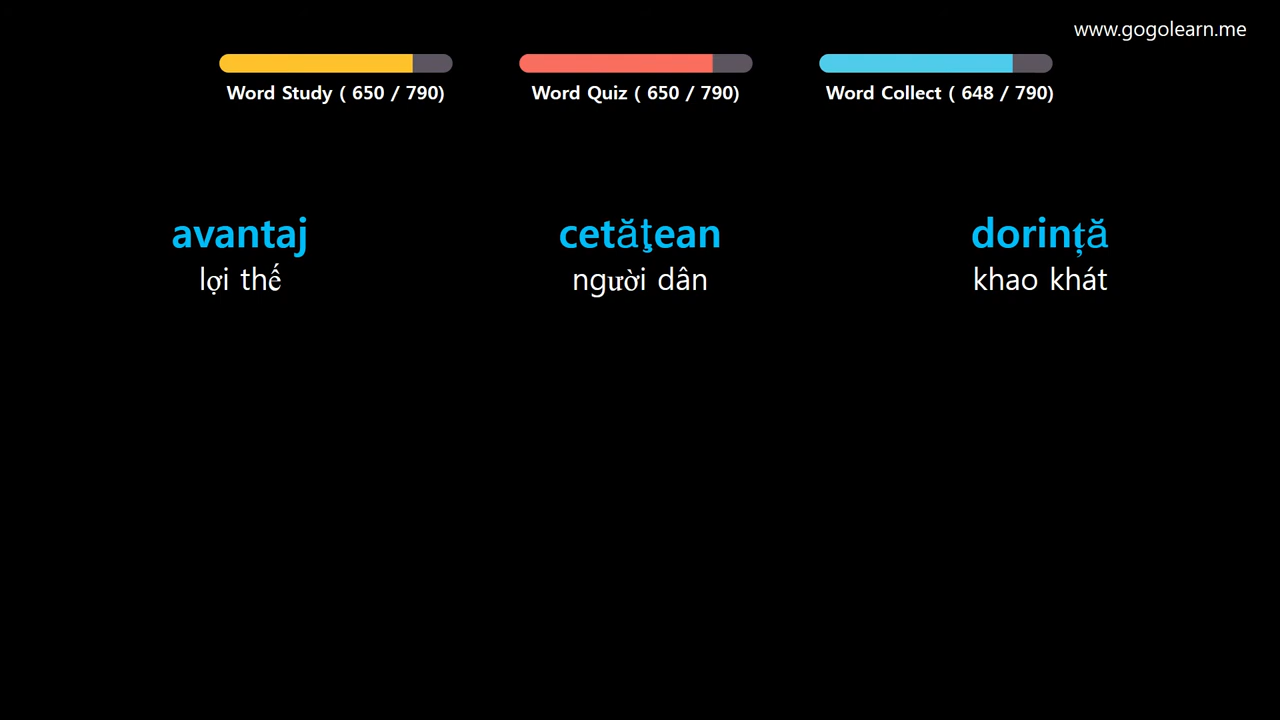 www.gogolearn.me
Word Study ( 650 / 790)
Word Quiz ( 650 / 790)
Word Collect ( 648 / 790)
avantaj
cetăţean
dorință
lợi thế
người dân
khao khát